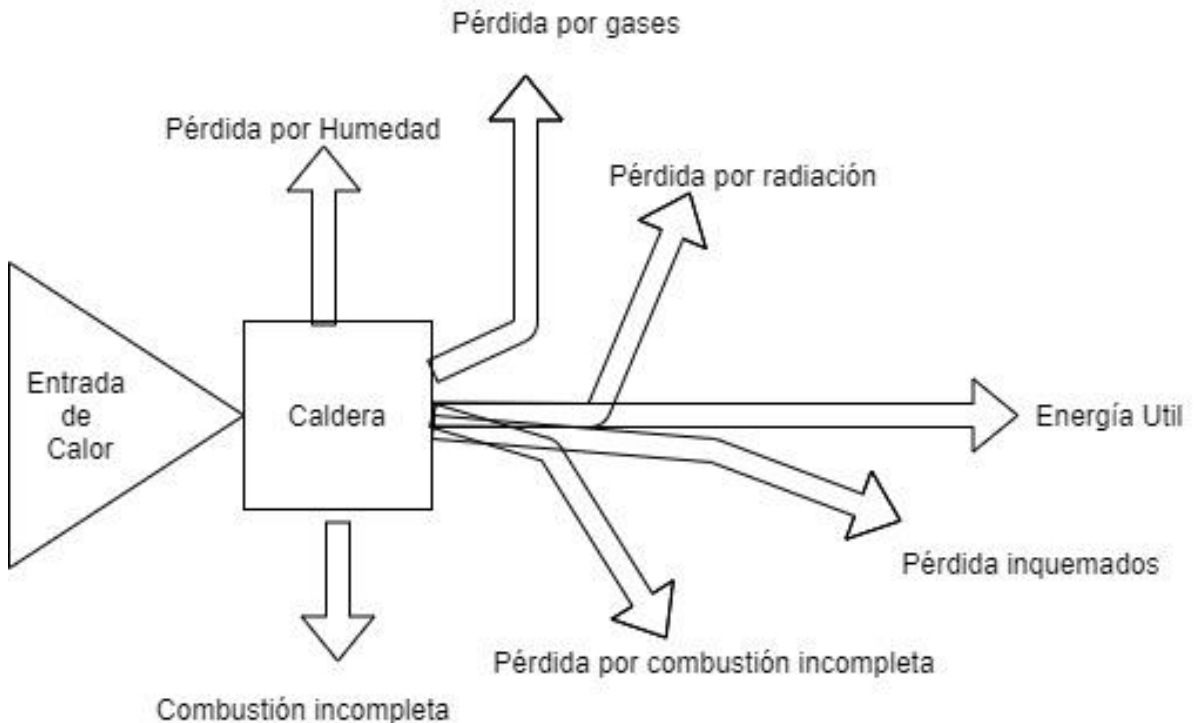 Pérdida por gases
Pérdida por Humedad
Pérdida por radiación
Entrada
de
Calor
Caldera
Energía Util
Pérdida inquemados
Pérdida por combustión incompleta
Combustión incompleta